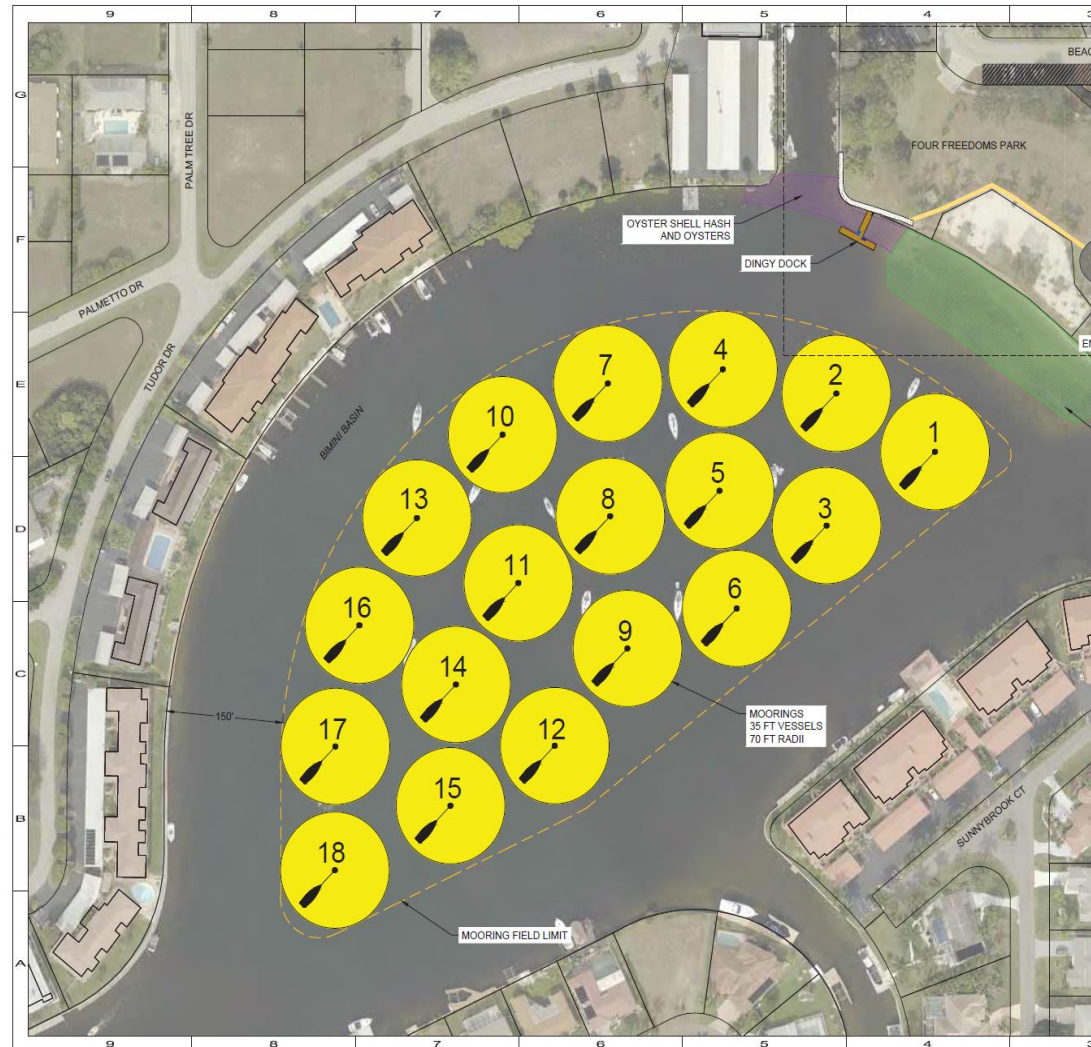 9 8 7 6 5 4 3
G
F
E
D
C
B
A
BEAC
PALM TREE DR
FOUR FREEDOMS PARK
OYSTER SHELL HASH
AND OYSTERS
DINGY DOCK
PALMETTO DR
TUDOR DR
EN
BIMINI BASIN
7
4
2
10
1
13
8
5
3
11
16
6
9
14
150'
MOORINGS
35 FT VESSELS
70 FT RADII
17
12
15
SUNNYBROOK CT
18
MOORING FIELD LIMIT
9 8 7 6 5 4 3